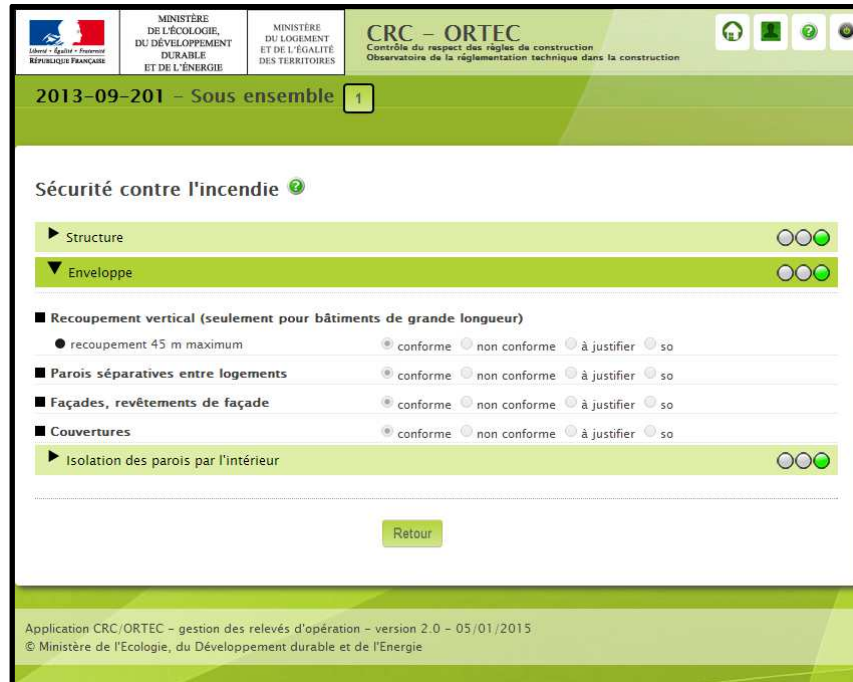 Liberté • Égalité • Fraternité
RÉPUBLIQUE FRANÇAISE
MINISTÈRE
DE L'ÉCOLOGIE,
DU DÉVELOPPEMENT
DURABLE
ET DE L'ÉNERGIE
MINISTÈRE
DU LOGEMENT
ET DE L'ÉGALITÉ
DES TERRITOIRES
CRC – ORTEC
Contrôle du respect des règles de construction
Observatoire de la réglementation technique dans la construction
2013-09-201 – Sous ensemble 1
Sécurité contre l'incendie ?
Structure
Enveloppe
Recoupement vertical (seulement pour bâtiments de grande longueur)
recoupement 45 m maximum conforme non conforme à justifier so
Parois séparatives entre logements conforme non conforme à justifier so
Façades, revêtements de façade conforme non conforme à justifier so
Couvertures conforme non conforme à justifier so
Isolation des parois par l'intérieur
Retour
Application CRC/ORTEC – gestion des relevés d'opération – version 2.0 – 05/01/2015
© Ministère de l'Ecologie, du Développement durable et de l'Energie